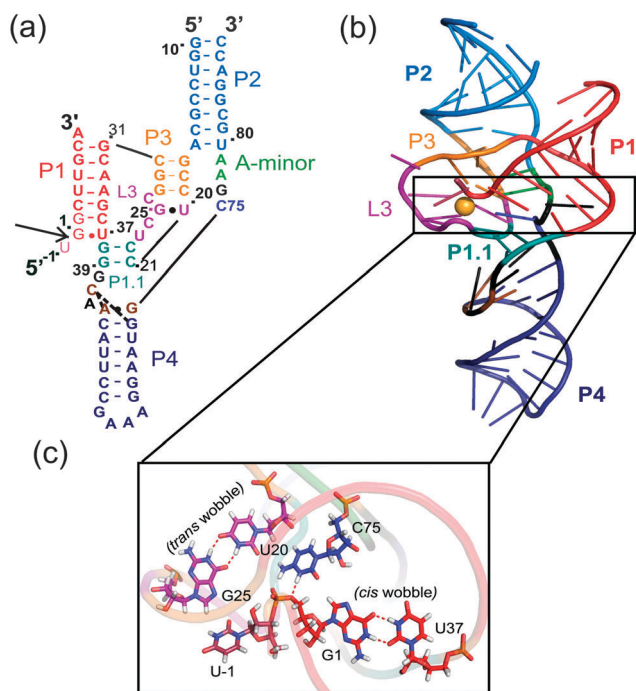 (a)
5' 3'
10- G - C
G - C
U - A
C - G
C - G
G - C
C - G
A - U -80
P2
A
A
A-minor
G
C75
3'
A
31
C - G
G - C
U - A
U - A
C - G
G - C
1
G • U
37
P1
U
-1
5'-
P3
L3
25
G • U
20
C
U
G - C
G - C
21
P1.1
39
G
C
A
A G
P4
G
A
A
A
(b)
P2
P3
P1
L3
P1.1
P4
(c)
(trans wobble)
U20
C75
G25
(cis wobble)
U-1
G1
U37